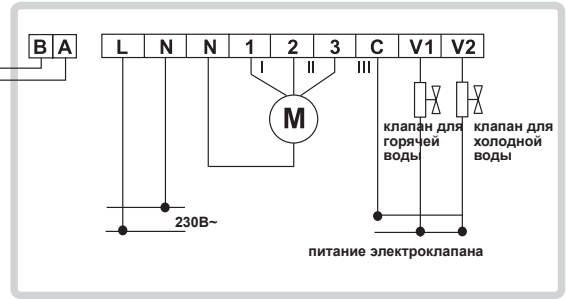 B A L N N 1 2 3 C V1 V2
I II III
M
клапан для
горячей
воды
клапан для
холодной
воды
230В~
питание электроклапана